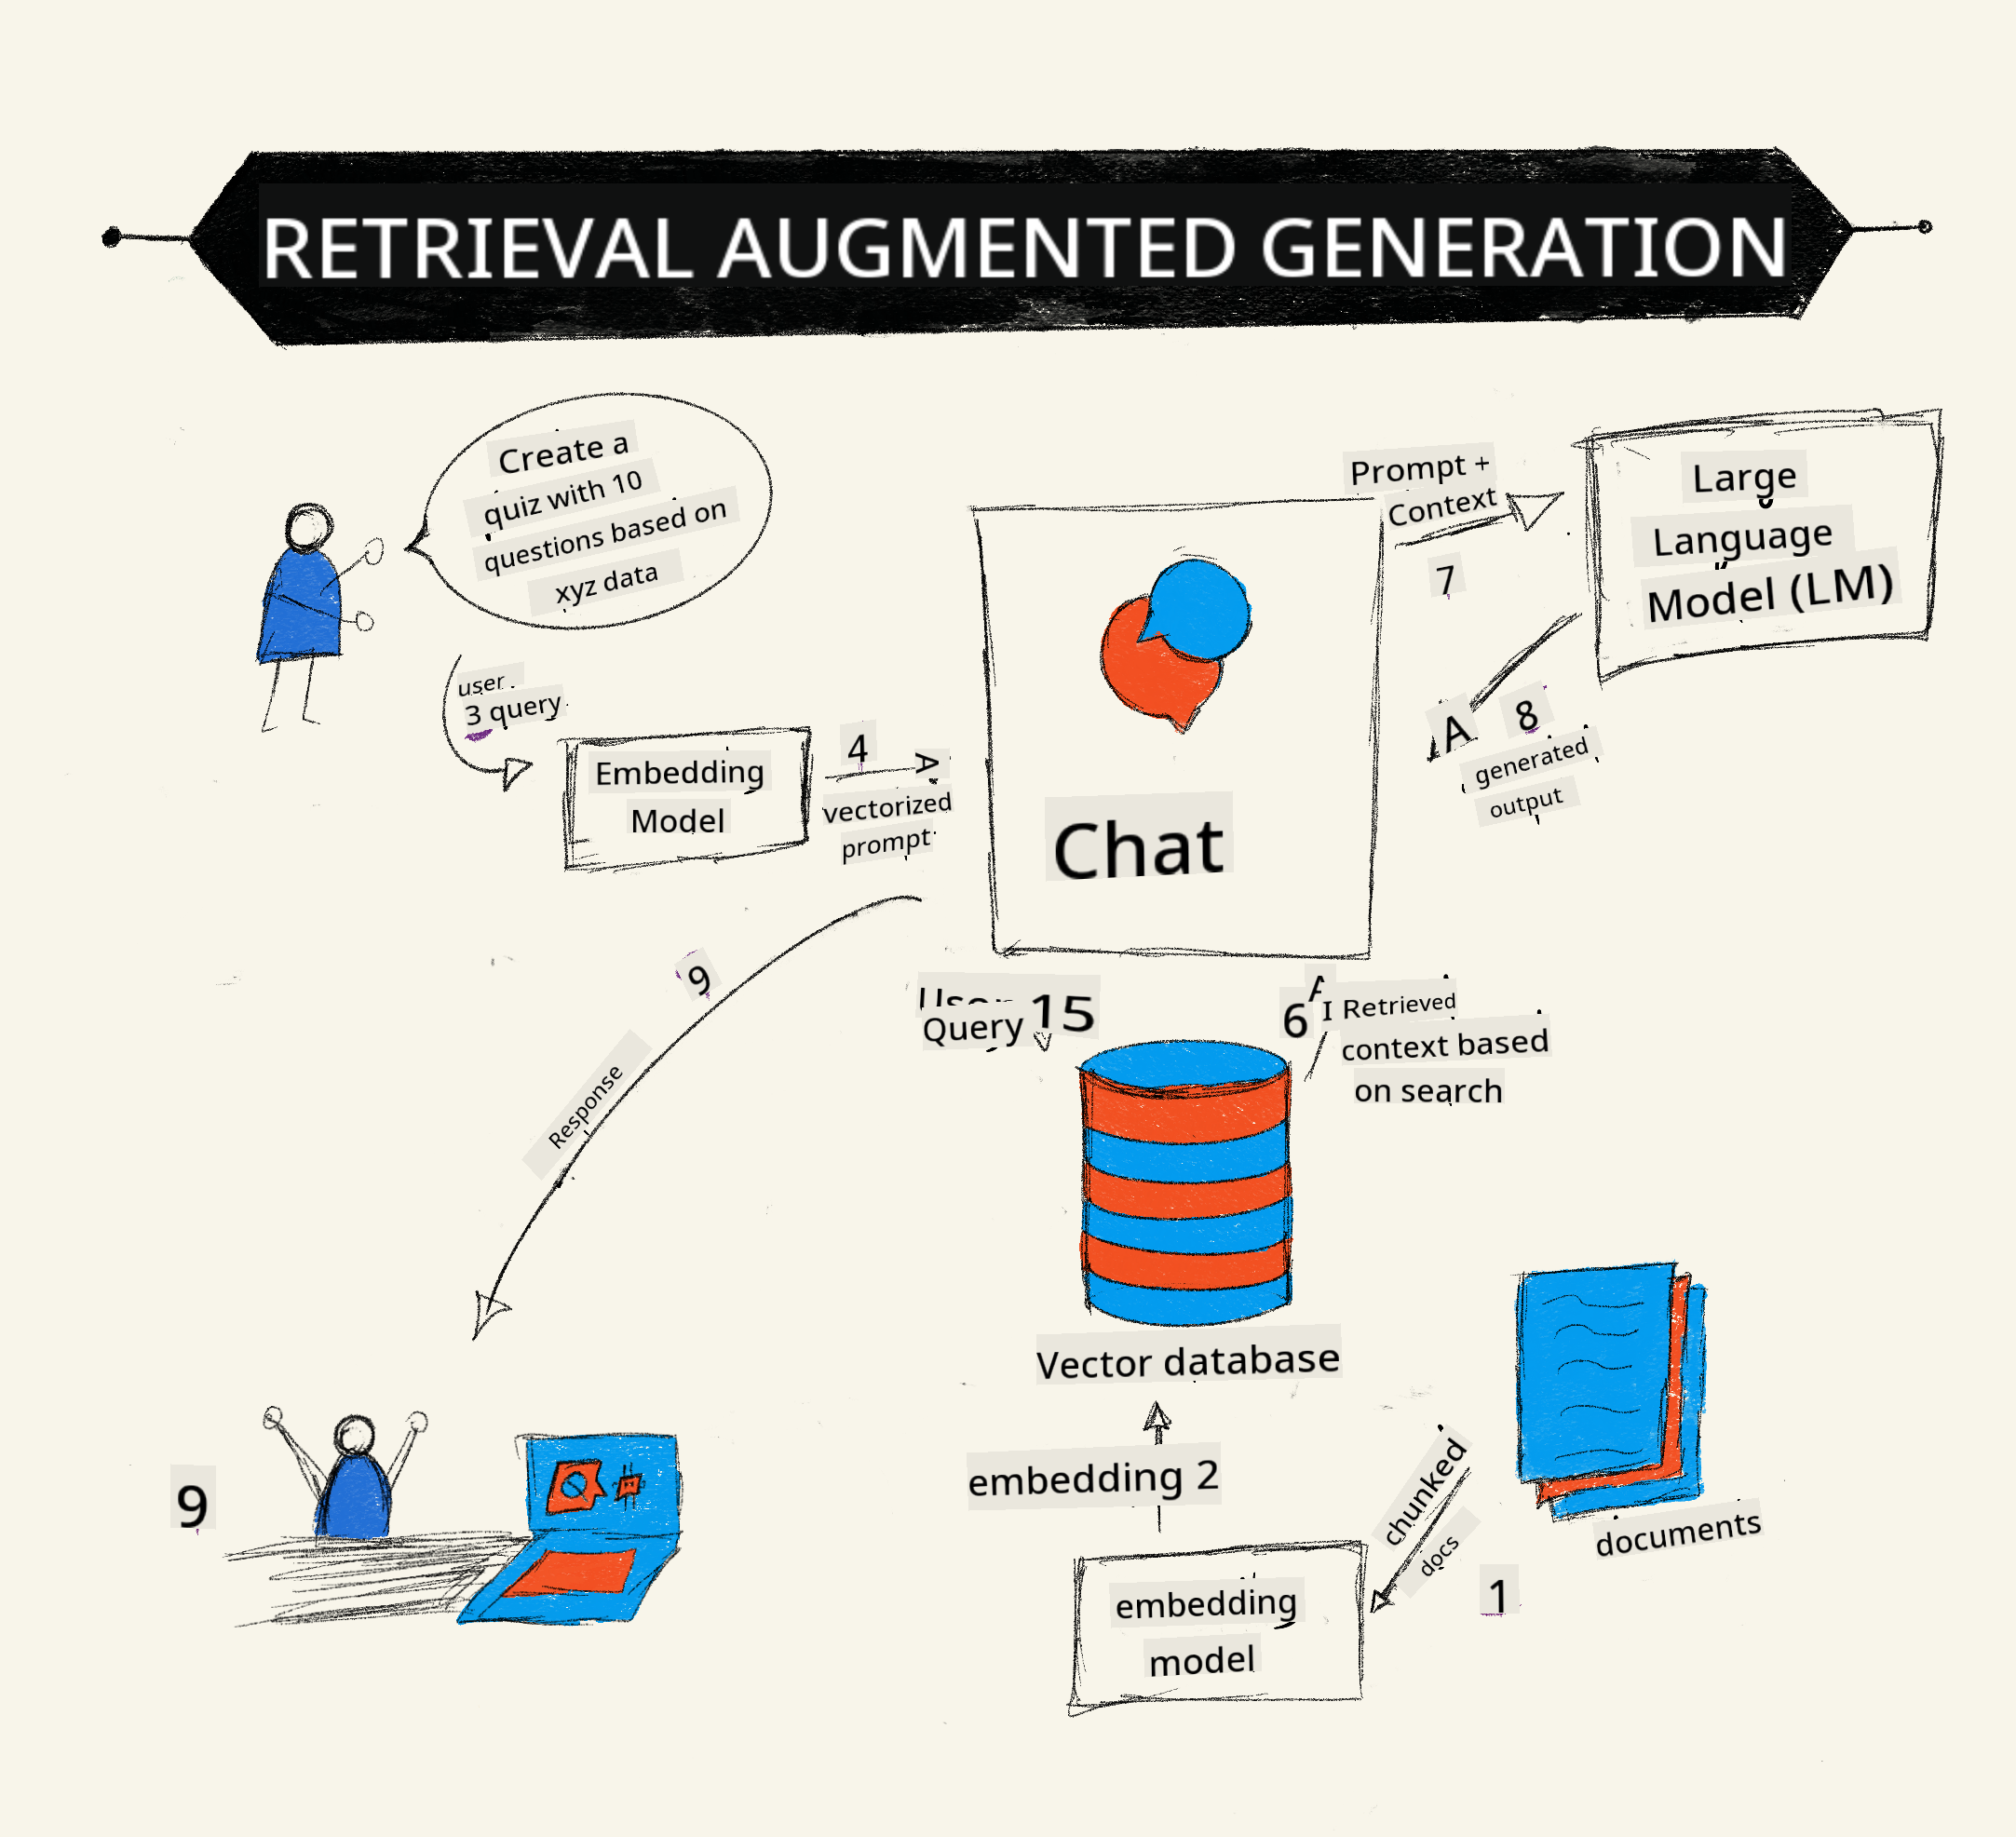 RETRIEVAL AUGMENTED GENERATION
Create a
quiz with 10
questions based on
xyz data
user
3 query
Embedding
Model
4
A
vectorized
prompt
Chat
Prompt +
Context
7
Large
Language
Model (LM)
A
8
generated
output
9
Response
Query 15
6
I Retrieved
context based
on search
Vector database
embedding 2
embedding
model
chunked
docs
1
documents
9